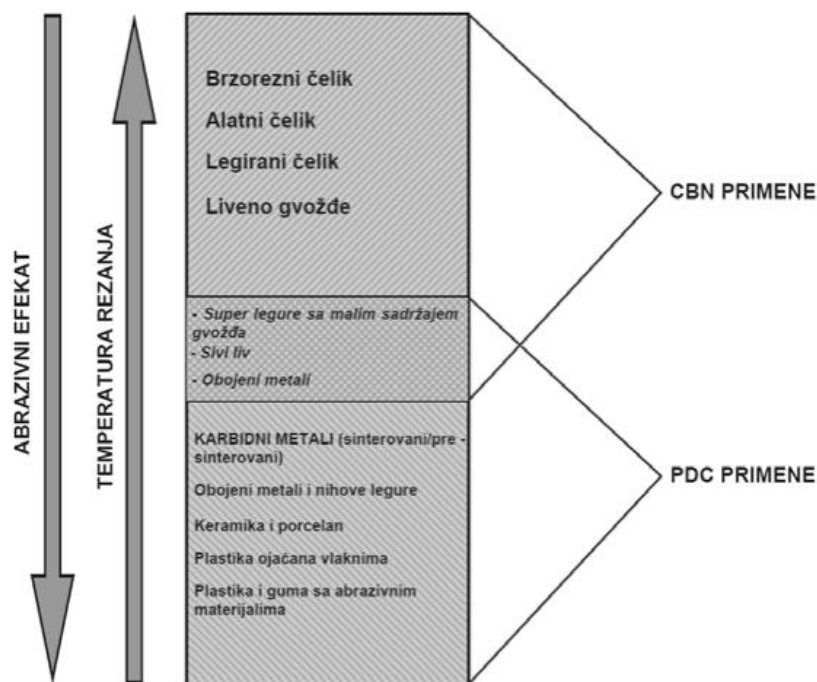 ABRAZIVNI EFEKAT
TEMPERATURA REZANJA
Brzorezni čelik
Alatni čelik
Legirani čelik
Liveno gvožđe
- Super legure sa malim sadržajem
gvožđa
- Sivi liv
- Obojeni metali
KARBIDNI METALI (sinterovani/pre -
sinterovani)
Obojeni metali i nihove legure
Keramika i porcelan
Plastika ojačana vlaknima
Plastika i guma sa abrazivnim
materijalima
CBN PRIMENE
PDC PRIMENE